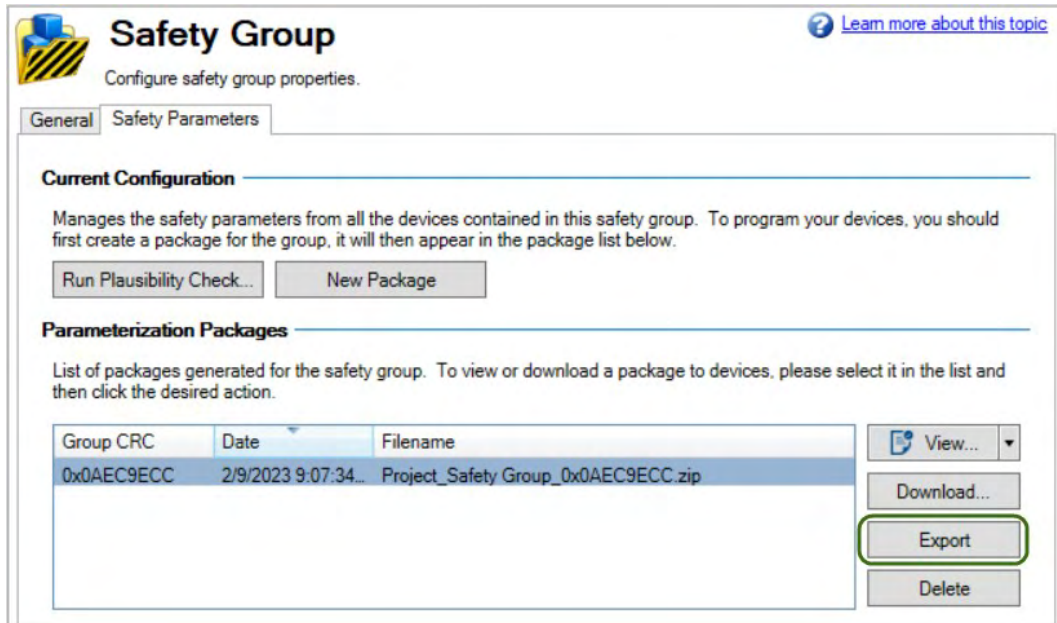 Safety Group
Learn more about this topic
Configure safety group properties.
General Safety Parameters
Current Configuration
Manages the safety parameters from all the devices contained in this safety group. To program your devices, you should
first create a package for the group, it will then appear in the package list below.
Run Plausibility Check... New Package
Parameterization Packages
List of packages generated for the safety group. To view or download a package to devices, please select it in the list and
then click the desired action.
Group CRC Date Filename
0x0AEC9ECC 2/9/2023 9:07:34... Project_Safety Group_0x0AEC9ECC.zip
View...
Download...
Export
Delete